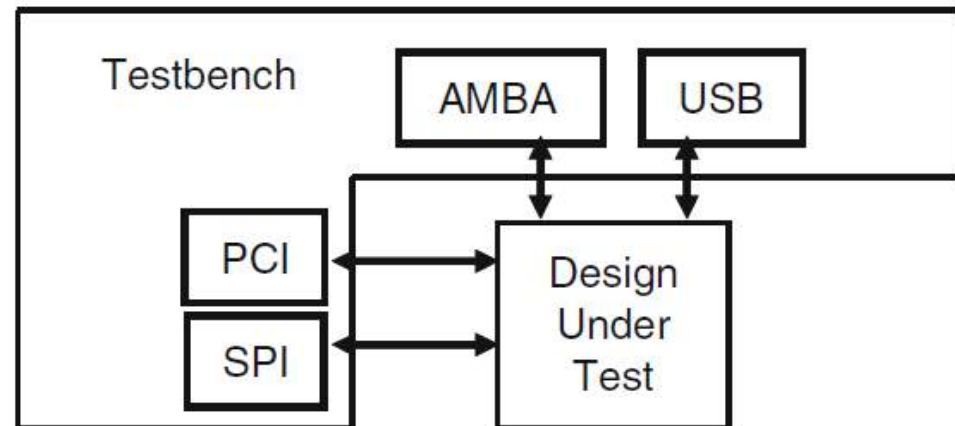 Testbench
AMBA
USB
PCI
SPI
Design
Under
Test